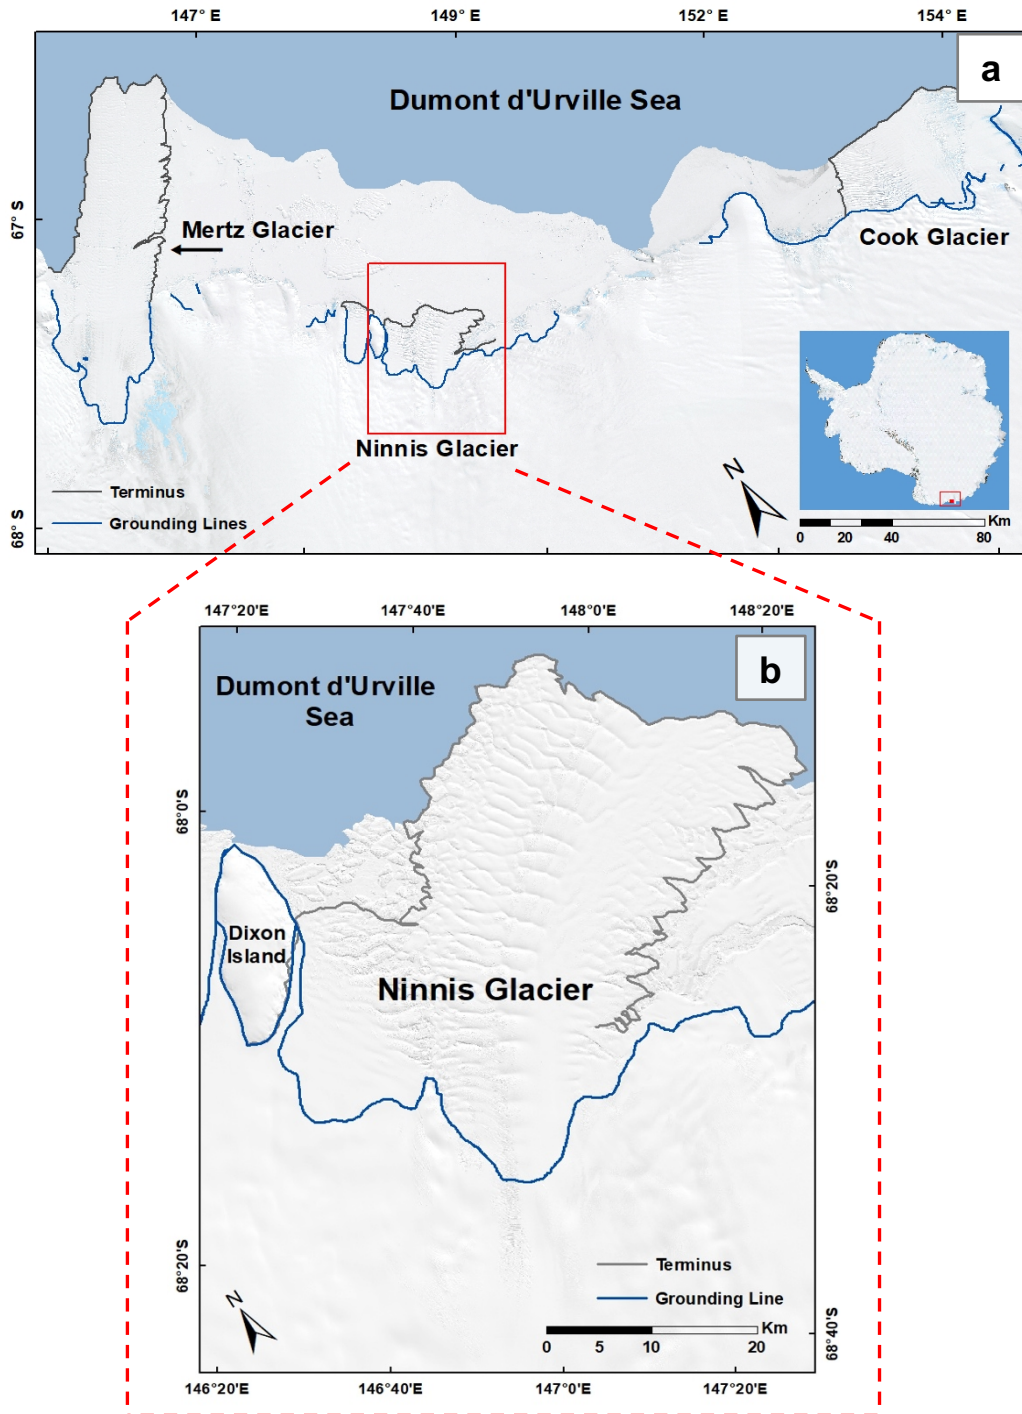 147° E
149° E
152° E
154° E
a
Dumont d'Urville Sea
67° S
Mertz Glacier
Cook Glacier
Ninnis Glacier
N
Terminus
Grounding Lines
68° S
Km
0 20 40 80
147°20'E
147°40'E
148°0'E
148°20'E
b
Dumont d'Urville
Sea
68°0'S
68°20'S
Dixon
Island
Ninnis Glacier
68°20'S
Terminus
Grounding Line
N
Km
0 5 10 20
68°40'S
146°20'E
146°40'E
147°0'E
147°20'E